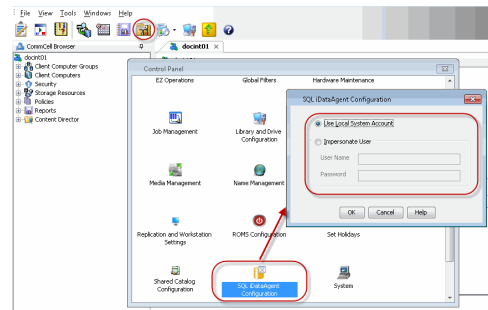 File View Tools Windows Help
CommCell Browser
docint01
docint01
Client Computer Groups
Client Computers
Security
Storage Resources
Policies
Reports
Content Director
Control Panel
EZ Operations Global Filters Hardware Maintenance
Job Management
Library and Drive
Configuration
Media Management
Name Management
Replication and Workstation
Settings
ROMS Configuration
Set Holidays
Shared Catalog
Configuration
SQL iDataAgent
Configuration
System
SQL iDataAgent Configuration
Use Local System Account
Impersonate User
User Name
Password
OK Cancel Help